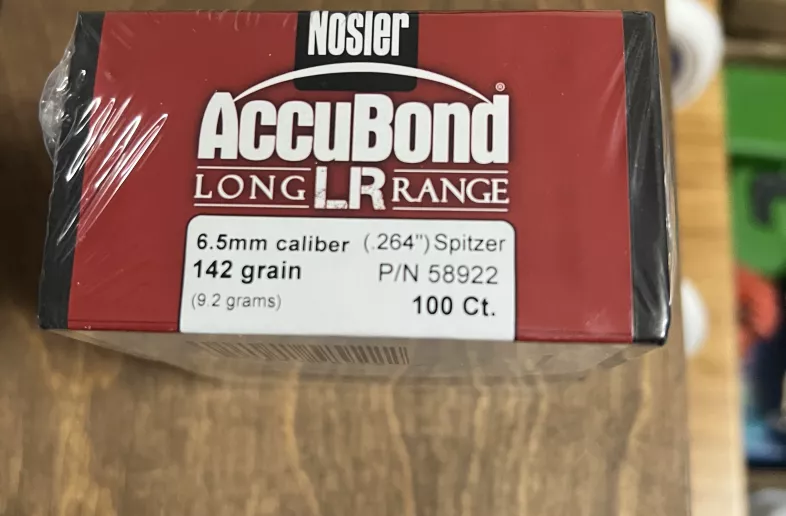 Nosler
AccuBond®
LONG LR RANGE
6.5mm caliber (.264") Spitzer
142 grain P/N 58922
(9.2 grams) 100 Ct.